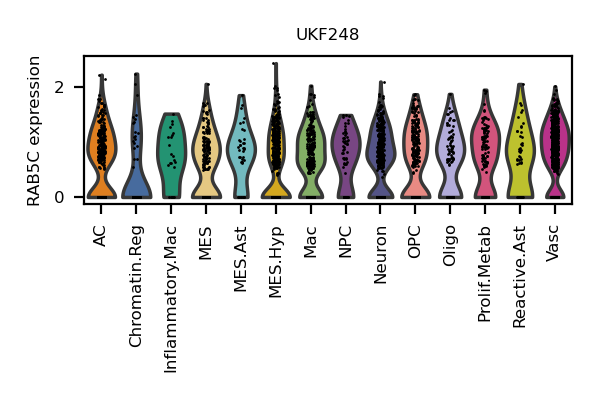 UKF248
RAB5C expression
2
0
AC
Chromatin.Reg
Inflammatory.Mac
MES
MES.Ast
MES.Hyp
Mac
NPC
Neuron
OPC
Oligo
Prolif.Metab
Reactive.Ast
Vasc